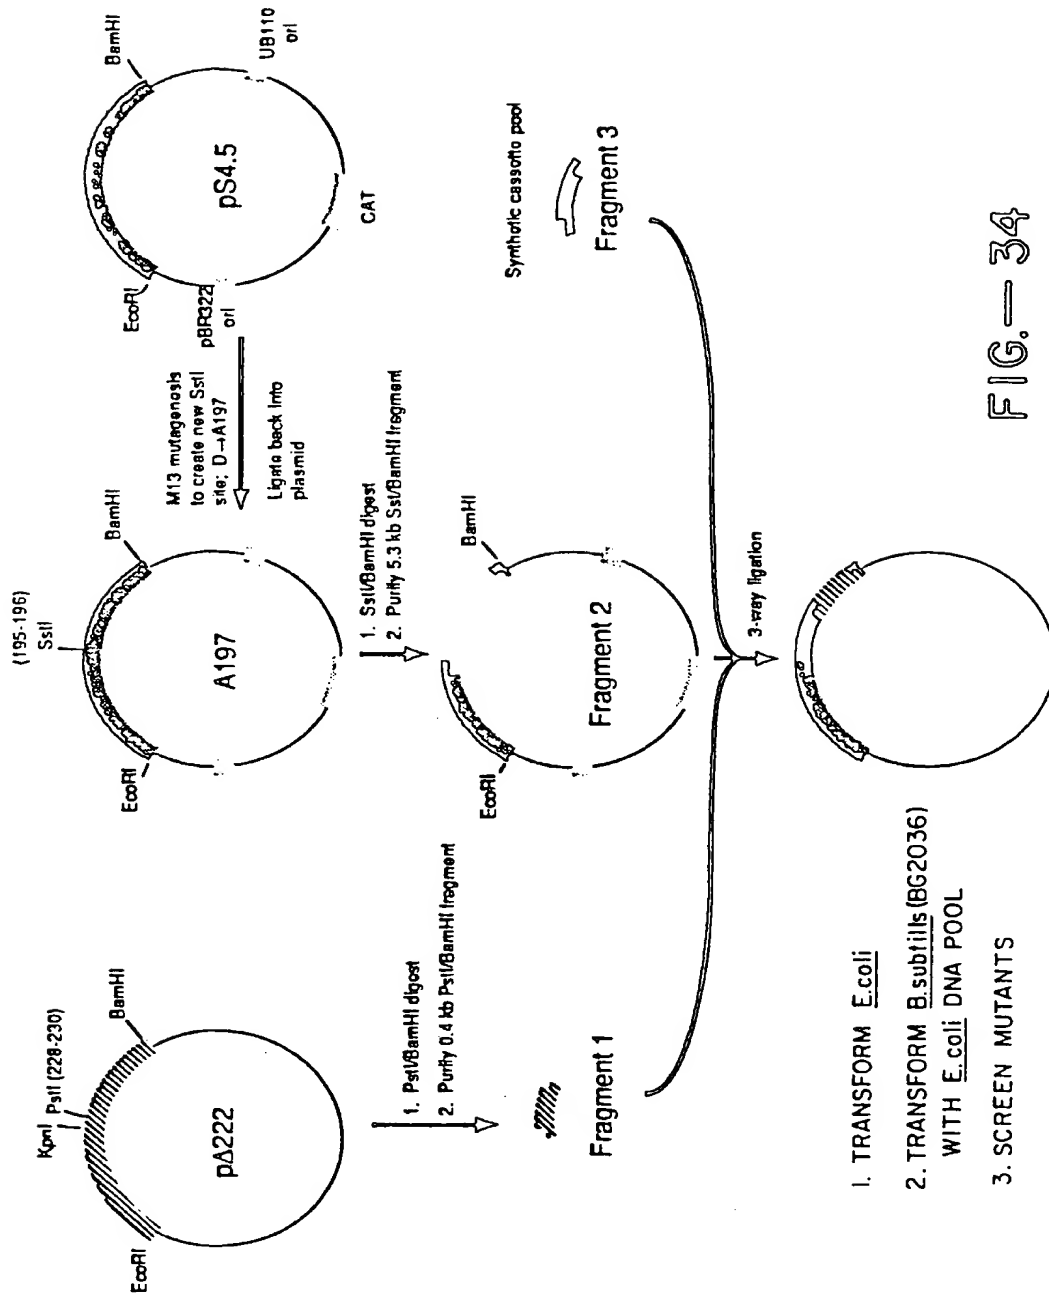 KpnI
PstI (228-230)
EcoRI
BamHI
pΔ222
1. PstI/BamHI digest
2. Purify 0.4 kb PstI/BamHI fragment
Fragment 1
(195-196)
SstI
EcoRI
BamHI
A197
1. SstI/BamHI digest
2. Purify 5.3 kb SstI/BamHI fragment
BamHI
EcoRI
Fragment 2
M13 mutagenosis
to create new SstI
site; D→A197
Ligate back into
plasmid
EcoRI
BamHI
pS4.5
pBR322
ori
UB110
ori
CAT
Synthetic cassette pool
Fragment 3
3-way ligation
1. TRANSFORM E.coli
2. TRANSFORM B.subtilis (BG2036)
WITH E.coli DNA POOL
3. SCREEN MUTANTS
FIG.—34